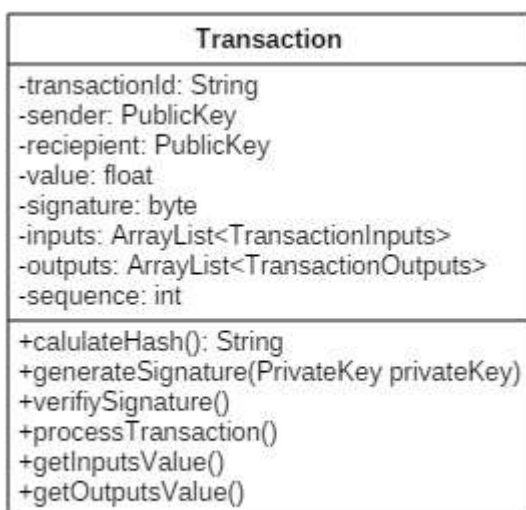 Transaction
-transactionId: String
-sender: PublicKey
-reciepient: PublicKey
-value: float
-signature: byte
-inputs: ArrayList<TransactionInputs>
-outputs: ArrayList<TransactionOutputs>
-sequence: int
+calulateHash(): String
+generateSignature(PrivateKey privateKey)
+verifiySignature()
+processTransaction()
+getInputsValue()
+getOutputsValue()